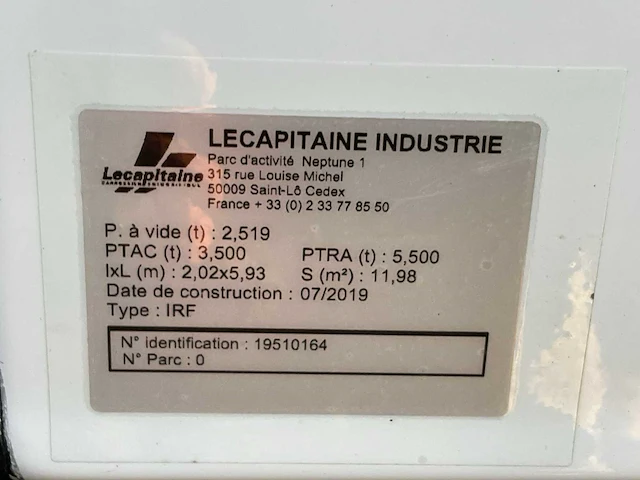 LECAPITAINE INDUSTRIE
Parc d'activité Neptune 1
315 rue Louise Michel
50009 Saint-Lô Cedex
France + 33 (0) 2 33 77 85 50
Lecapitaine
P. à vide (t) : 2,519
PTAC (t) : 3,500 PTRA (t) : 5,500
lxL (m) : 2,02x5,93 S (m²) : 11,98
Date de construction : 07/2019
Type : IRF
N° identification : 19510164
N° Parc : 0